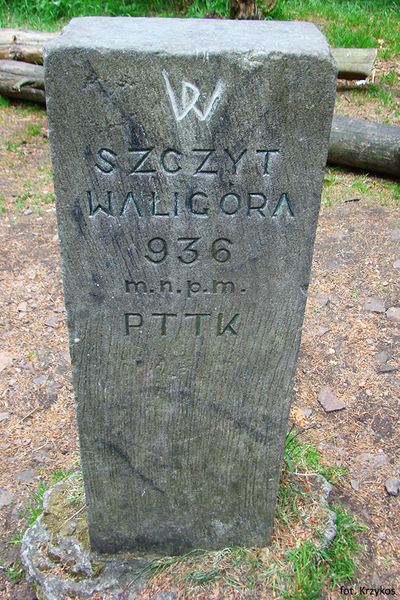 W
SZCZYT
WALIGÓRA
936
m.n.p.m.
PTTK
fot. Krzykos